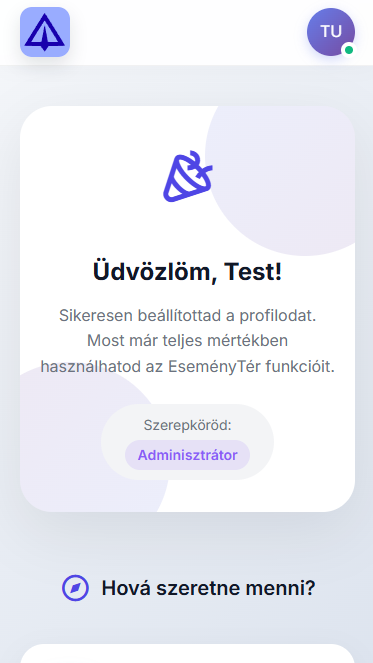 TU
Üdvözlöm, Test!
Sikeresen beállítottad a profilodat.
Most már teljes mértékben
használhatod az EseményTér funkcióit.
Szerepköröd:
Adminisztrátor
Hová szeretne menni?